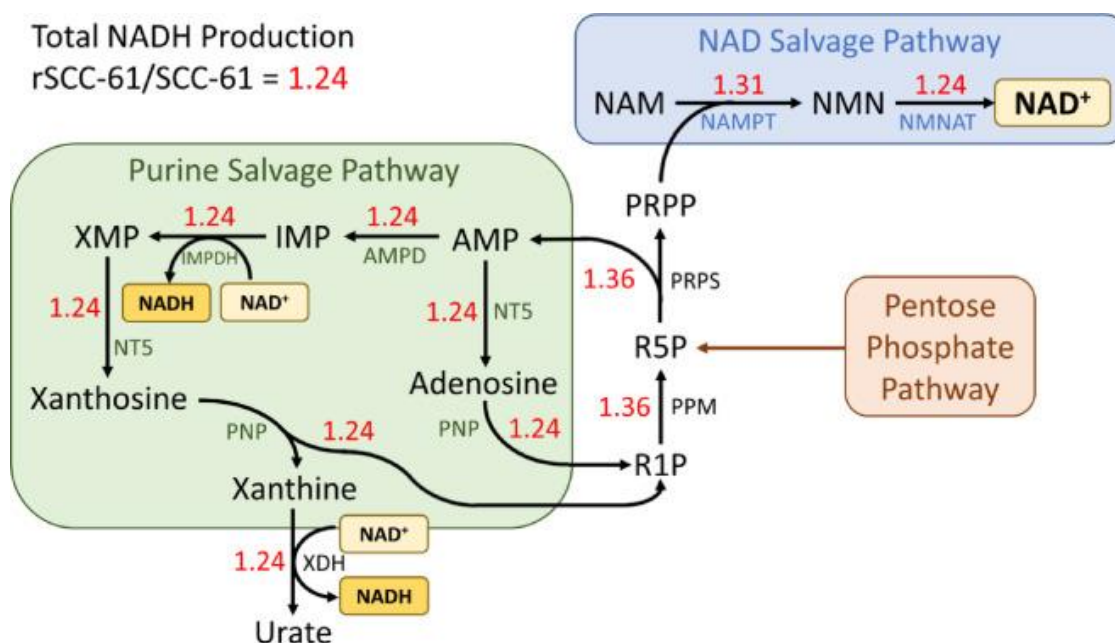 Total NADH Production
rSCC-61/SCC-61 = 1.24
NAD Salvage Pathway
NAM
1.31
NAMPT
NMN
1.24
NMNAT
NAD⁺
Purine Salvage Pathway
XMP
1.24
IMPDH
IMP
1.24
AMPD
AMP
NADH
NAD⁺
PRPP
1.36
PRPS
1.24
NT5
1.24
NT5
R5P
Pentose
Phosphate
Pathway
Xanthosine
Adenosine
1.36
PPM
PNP
1.24
PNP
1.24
R1P
Xanthine
NAD⁺
1.24
XDH
NADH
Urate